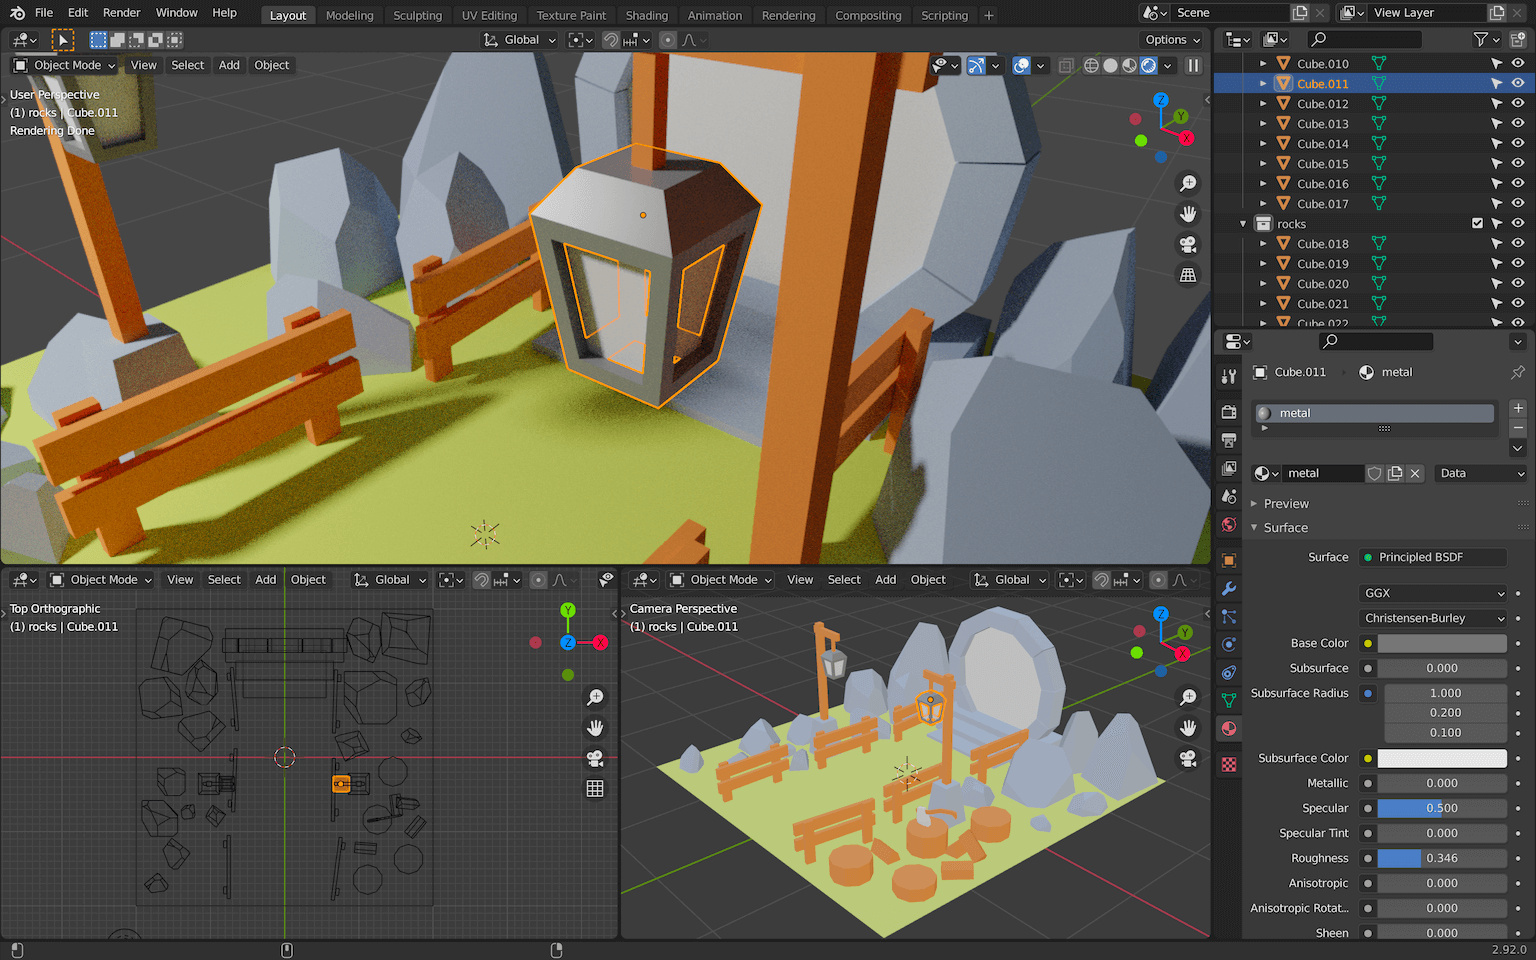 File Edit Render Window Help
Layout Modeling Sculpting UV Editing Texture Paint Shading Animation Rendering Compositing Scripting +
Scene
View Layer
Global
Options
Object Mode View Select Add Object
User Perspective
(1) rocks | Cube.011
Rendering Done
Z
Y
X
Cube.010
Cube.011
Cube.012
Cube.013
Cube.014
Cube.015
Cube.016
Cube.017
rocks
Cube.018
Cube.019
Cube.020
Cube.021
Cube.022
Cube.011 metal
metal
metal
Data
Preview
Surface
Surface Principled BSDF
GGX
Christensen-Burley
Base Color
Subsurface 0.000
Subsurface Radius 1.000
0.200
0.100
Subsurface Color
Metallic 0.000
Specular 0.500
Specular Tint 0.000
Roughness 0.346
Anisotropic 0.000
Anisotropic Rotat... 0.000
Sheen 0.000
Object Mode View Select Add Object Global
Top Orthographic
(1) rocks | Cube.011
Y
Z
X
Object Mode View Select Add Object Global
Camera Perspective
(1) rocks | Cube.011
Z
Y
X
2.92.0